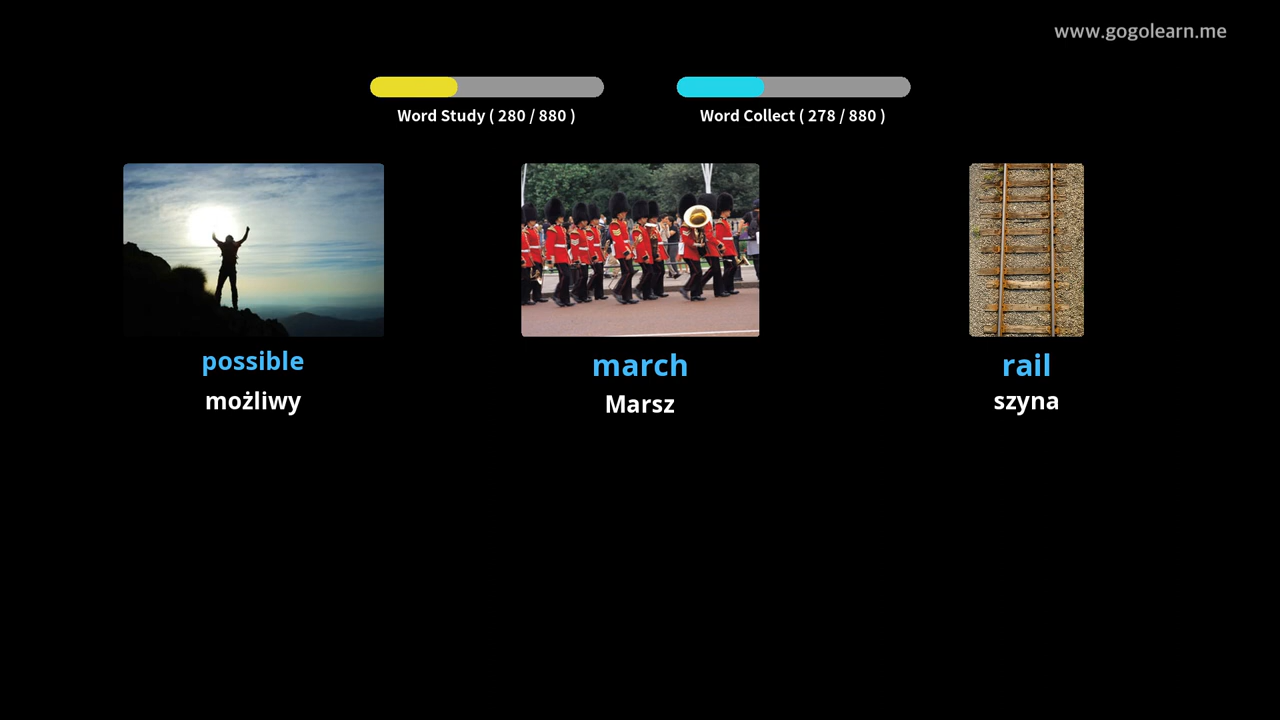 www.gogolearn.me
Word Study ( 280 / 880 )
Word Collect ( 278 / 880 )
possible
możliwy
march
Marsz
rail
szyna